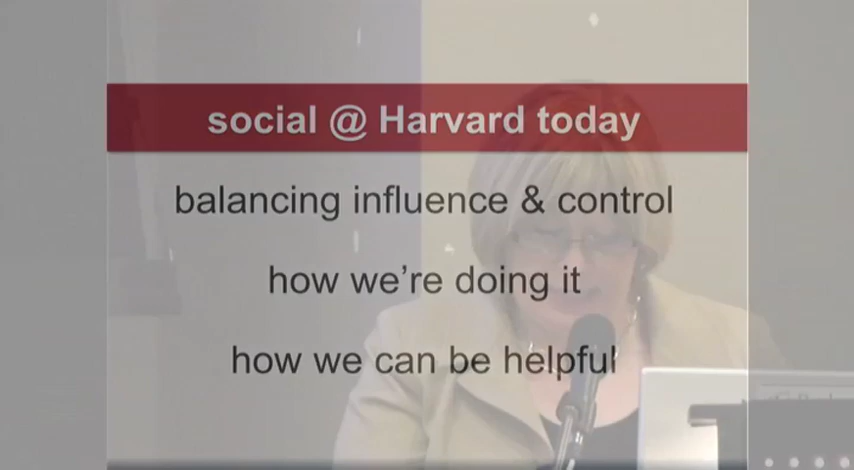 social @ Harvard today
balancing influence & control
how we're doing it
how we can be helpful